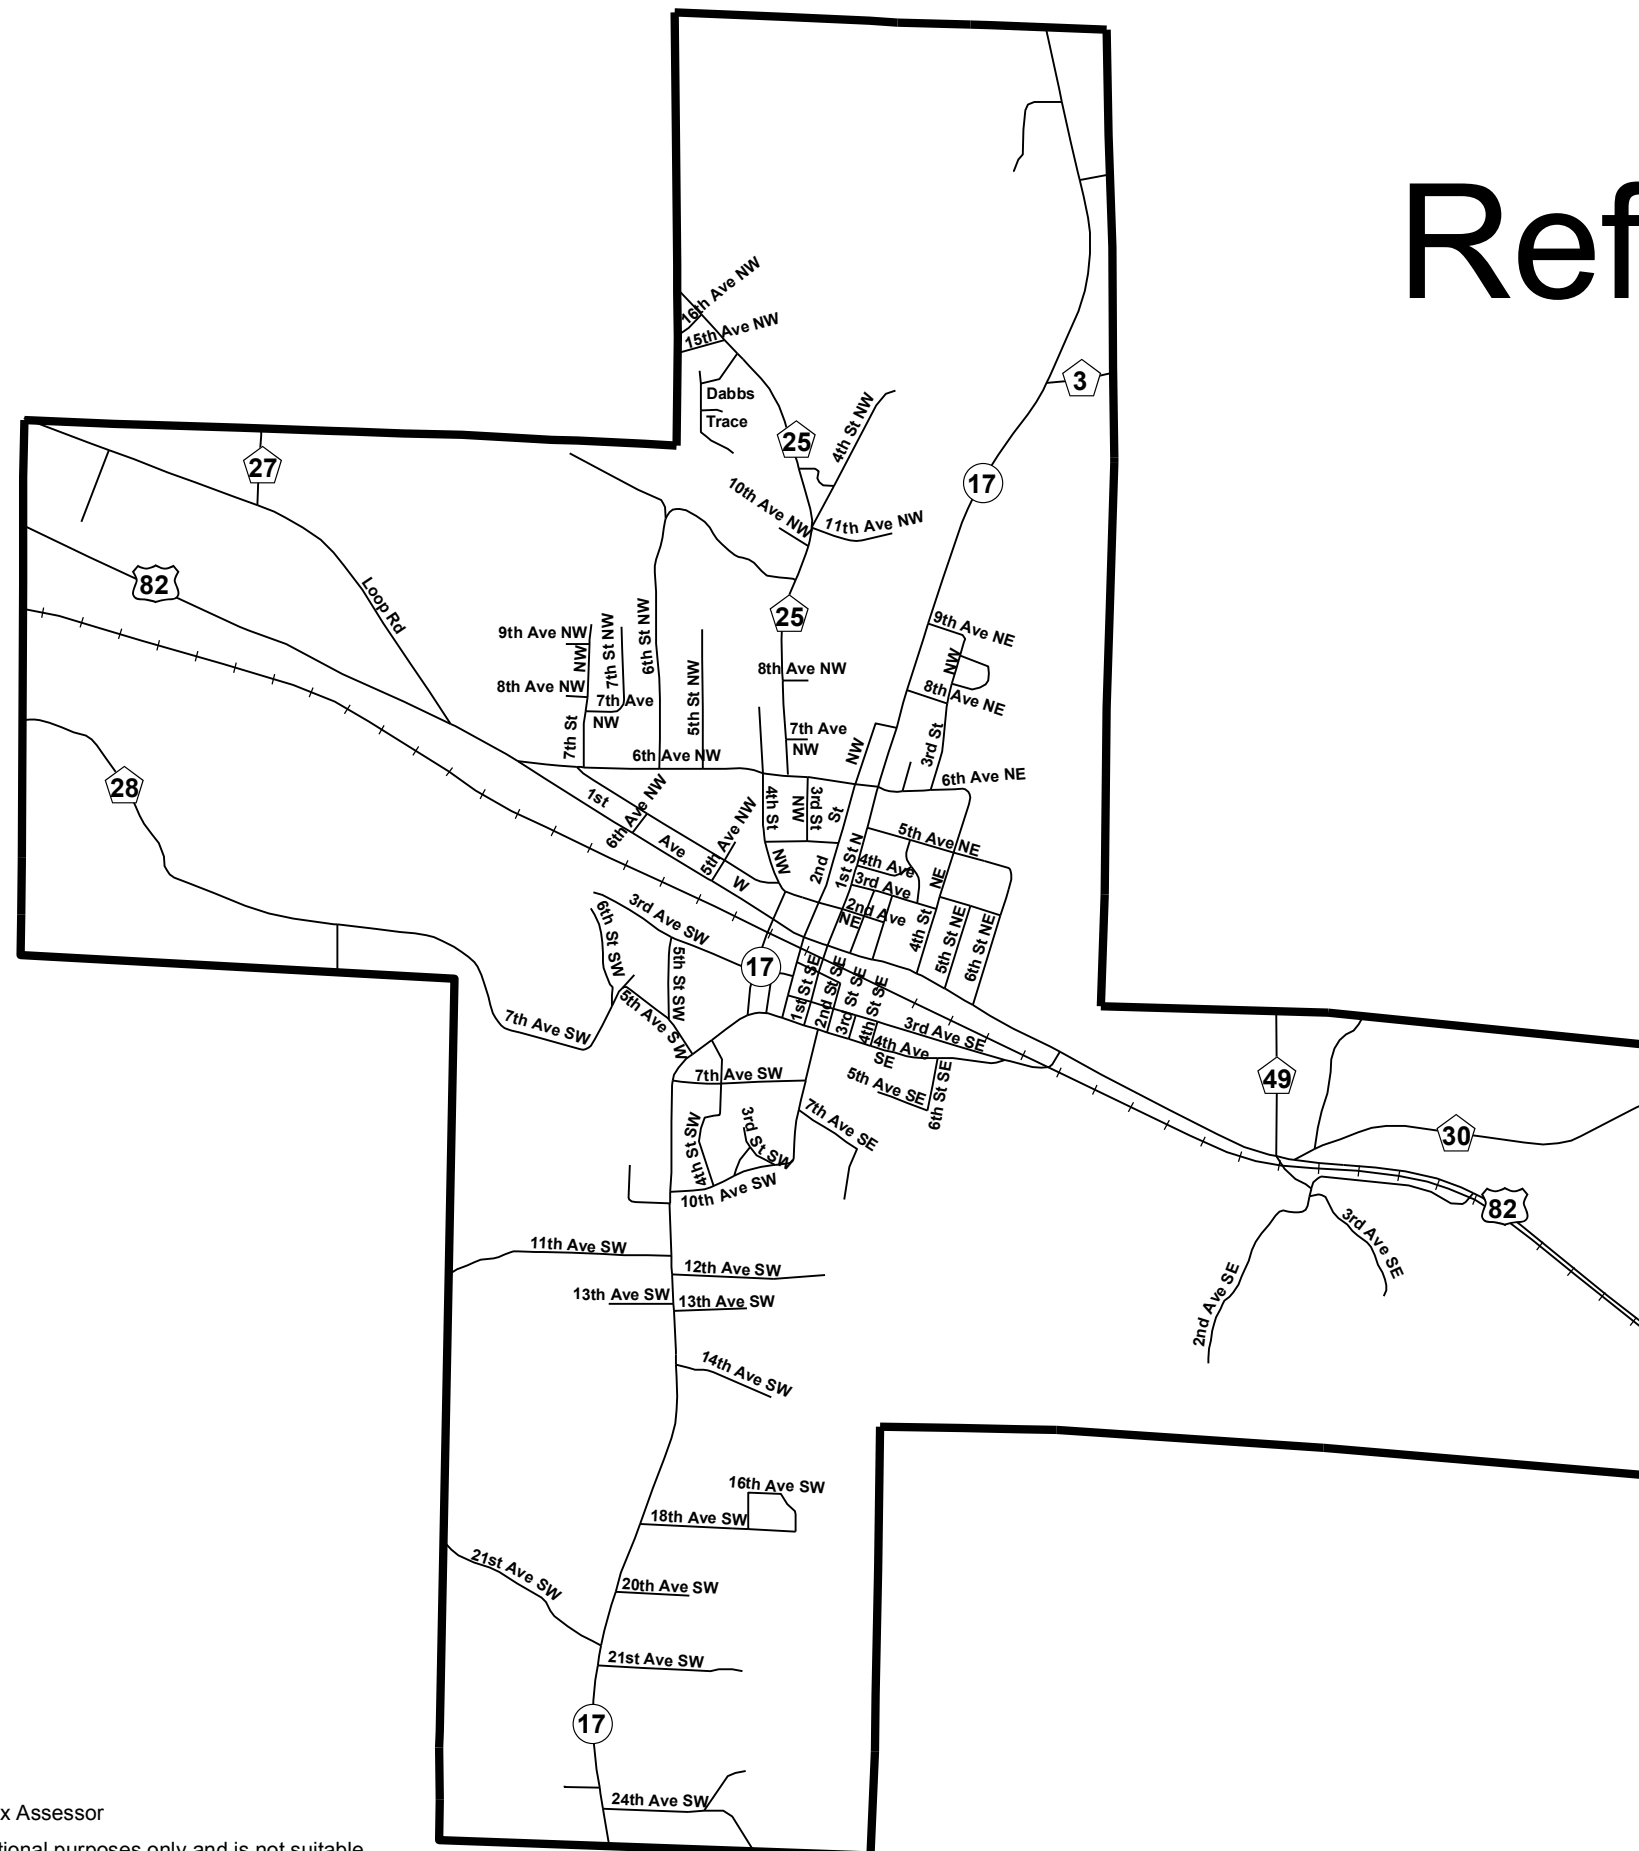 Ref
16th Ave NW
15th Ave NW
Dabbs
Trace
3
25
4th St NW
27
17
10th Ave NW
11th Ave NW
82
Loop Rd
25
9th Ave NW
NW
7th St NW
6th St NW
9th Ave NE
NW
8th Ave NW
8th Ave NW
7th Ave
NW
5th St NW
8th Ave NE
7th St
7th Ave
NW
NW
3rd St
6th Ave NW
6th Ave NE
28
1st
6th Ave NW
Ave
5th Ave NW
W
4th St
NW
3rd St
NW
St
2nd
1st St N
5th Ave NE
4th Ave
3rd Ave
NE
2nd Ave
NE
4th St
5th St NE
6th St NE
6th St SW
3rd Ave SW
5th St SW
17
1st St SE
2nd St SE
3rd St SE
4th St SE
7th Ave SW
5th Ave SW
3rd Ave SE
4th Ave
SE
7th Ave SW
5th Ave SE
6th St SE
49
30
4th St SW
3rd St SW
7th Ave SE
10th Ave SW
82
3rd Ave SE
11th Ave SW
12th Ave SW
2nd Ave SE
13th Ave SW
13th Ave SW
14th Ave SW
16th Ave SW
18th Ave SW
21st Ave SW
20th Ave SW
21st Ave SW
17
24th Ave SW
x Assessor
tional purposes only and is not suitable